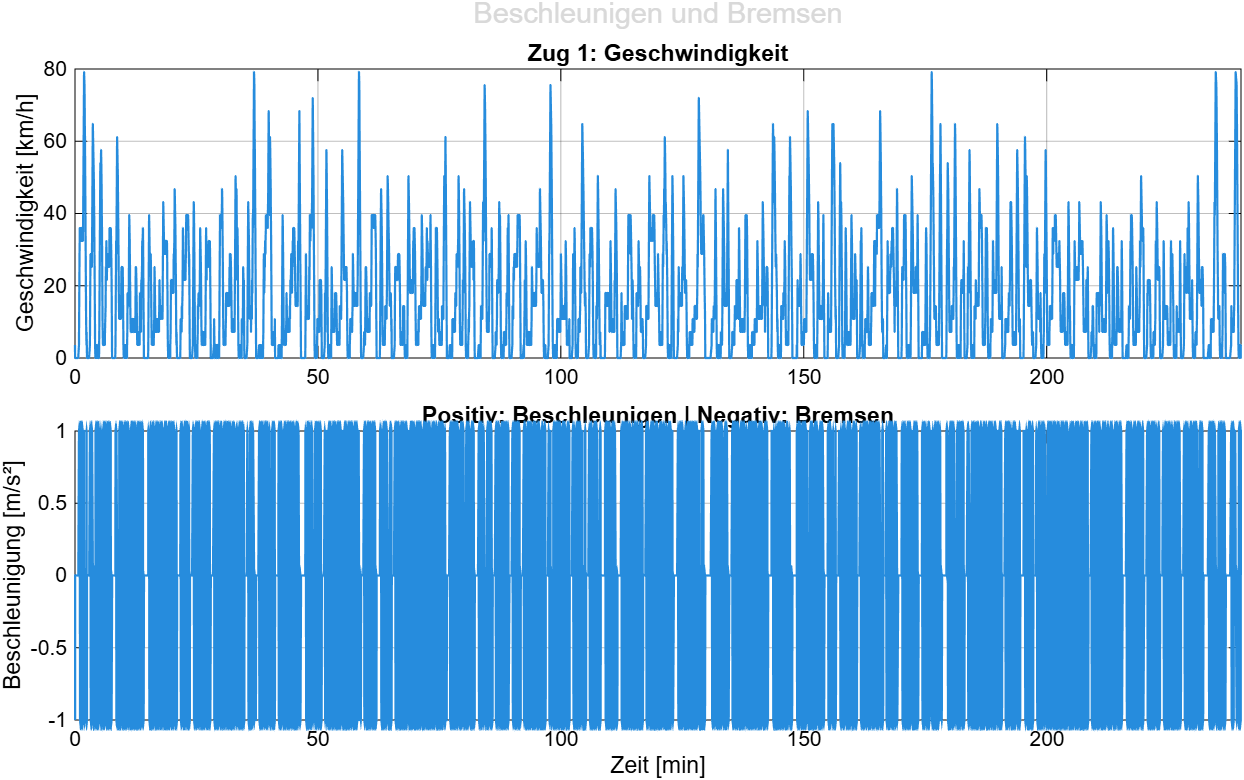 Beschleunigen und Bremsen
Zug 1: Geschwindigkeit
Geschwindigkeit [km/h]
80
60
40
20
0
0 50 100 150 200
Positiv: Beschleunigen | Negativ: Bremsen
Beschleunigung [m/s²]
1
0.5
0
-0.5
-1
0 50 100 150 200
Zeit [min]